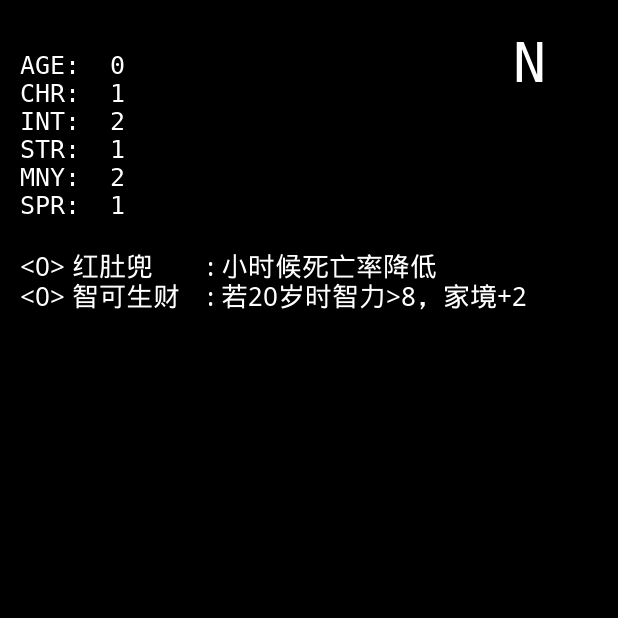 N
AGE: 0
CHR: 1
INT: 2
STR: 1
MNY: 2
SPR: 1
<0> 红肚兜 : 小时候死亡率降低
<0> 智可生财 : 若20岁时智力>8，家境+2